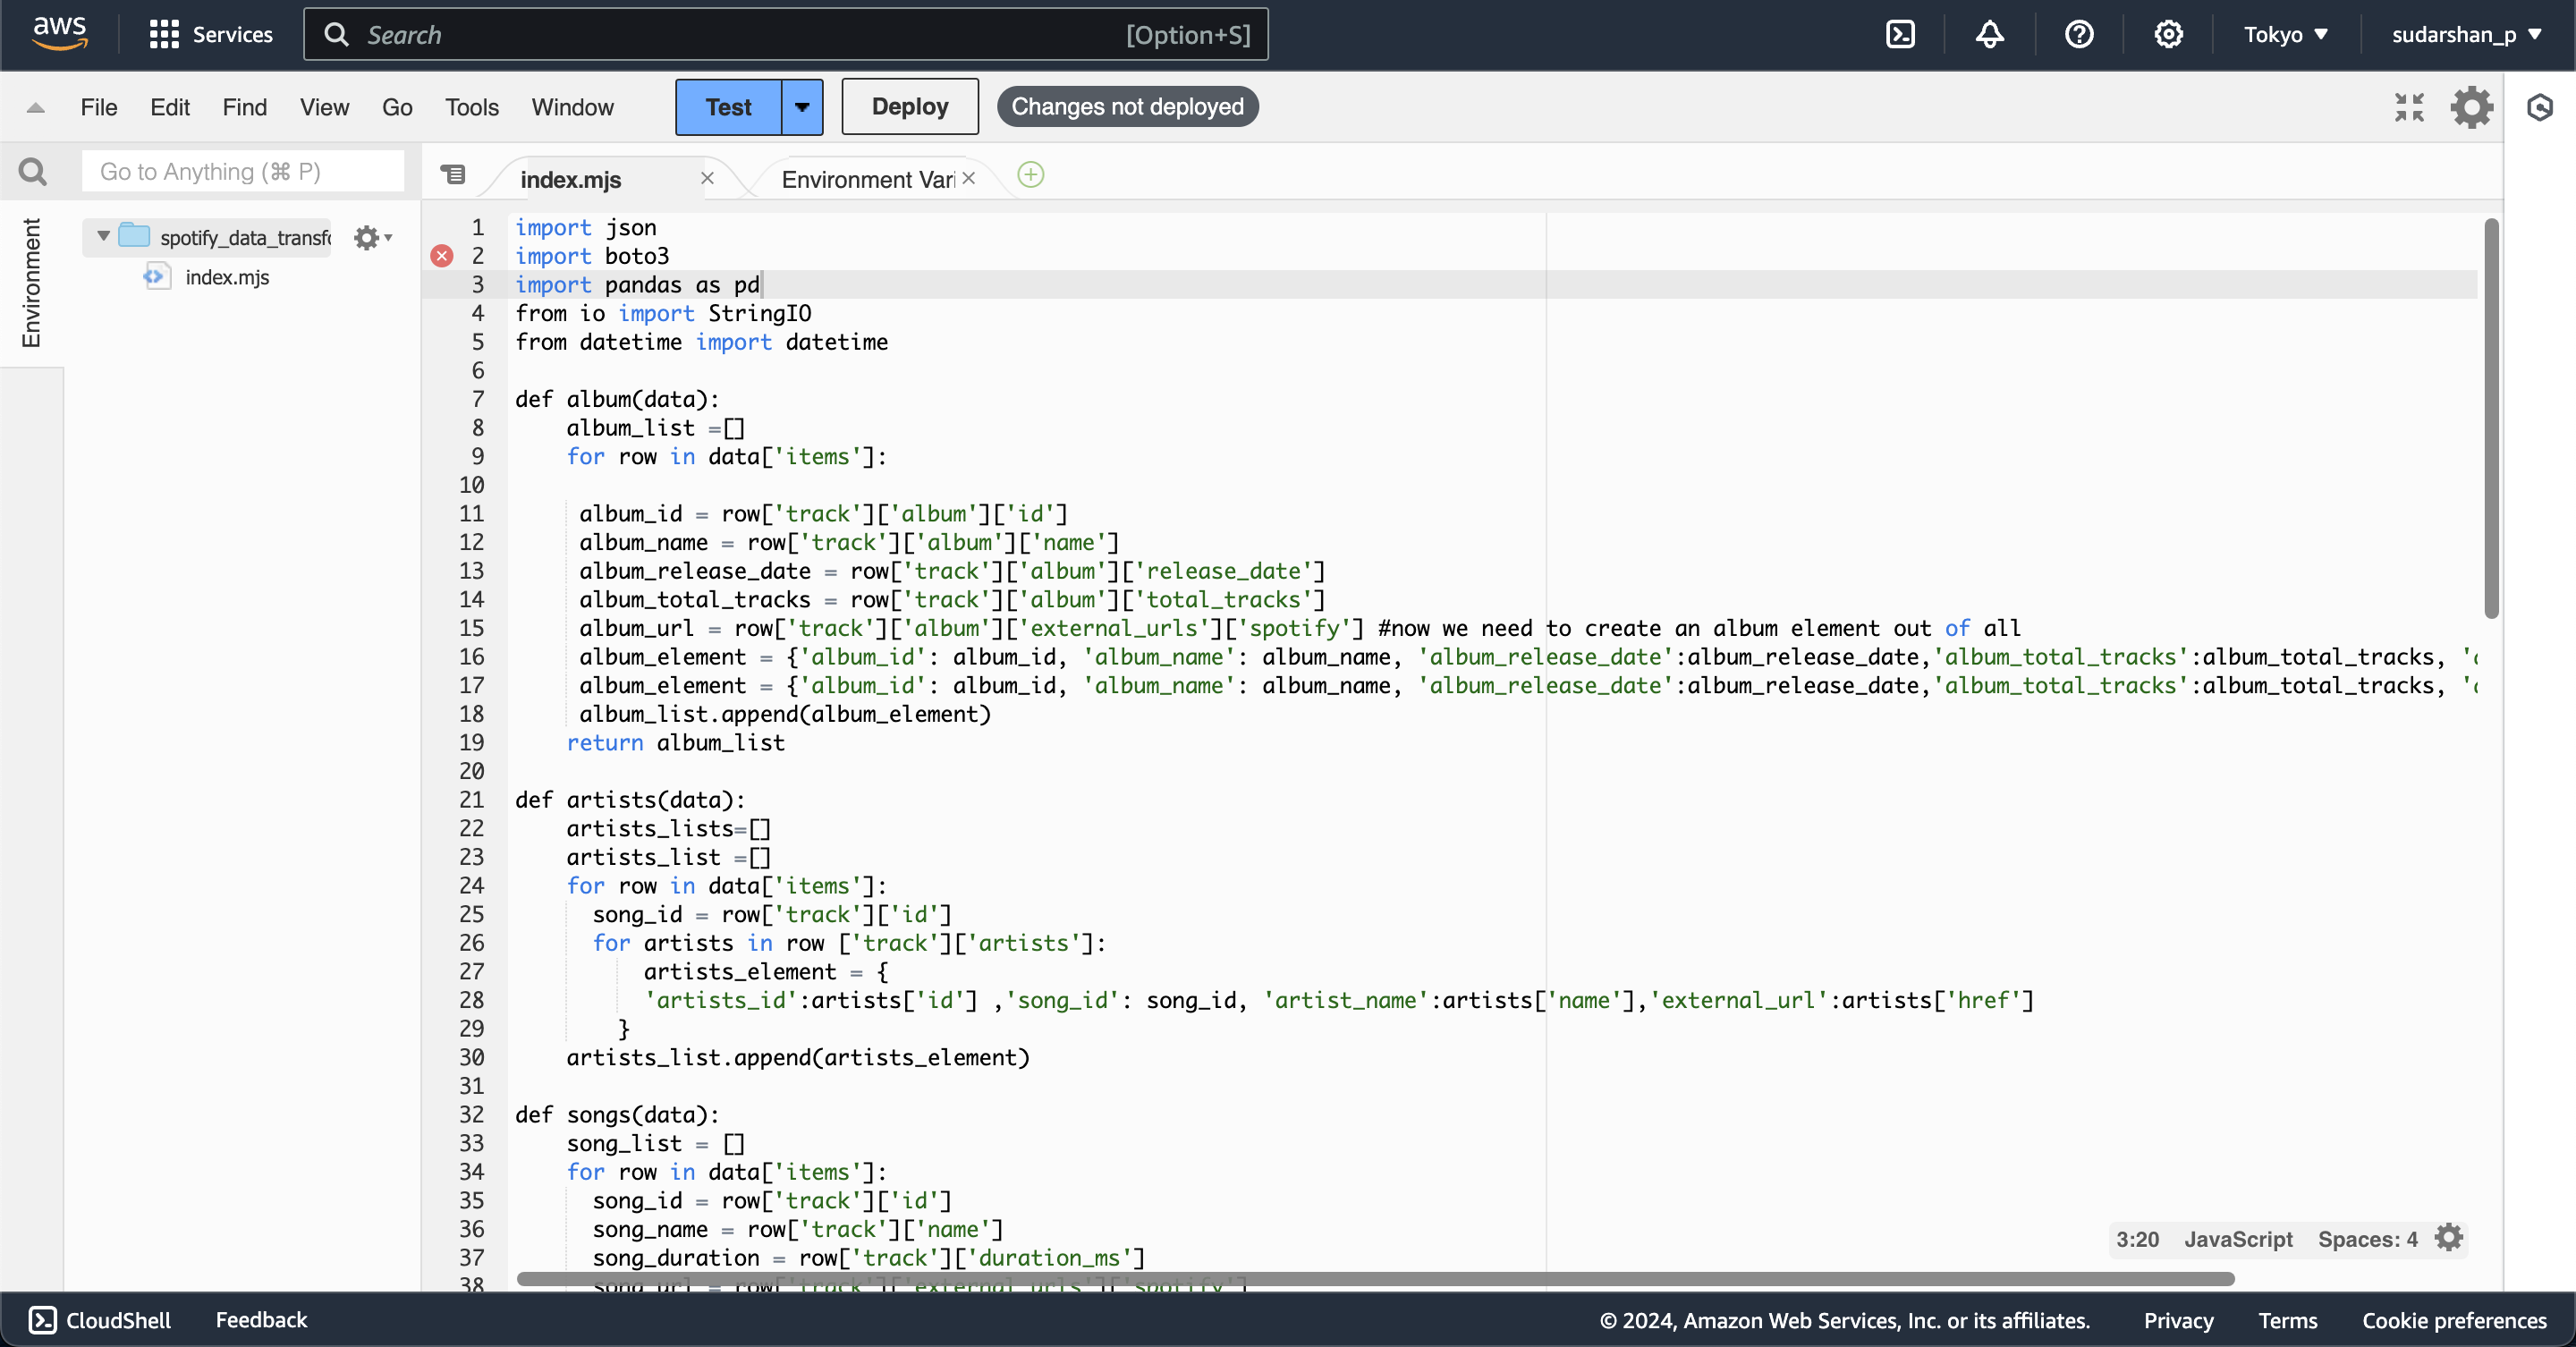 aws Services Search [Option+S] Tokyo ▼ sudarshan_p ▼
File Edit Find View Go Tools Window Test Deploy Changes not deployed
Go to Anything (⌘ P) index.mjs × Environment Vari ×
Environment
spotify_data_transfo
index.mjs
1 import json
2 import boto3
3 import pandas as pd
4 from io import StringIO
5 from datetime import datetime
6
7 def album(data):
8     album_list =[]
9     for row in data['items']:
10
11      album_id = row['track']['album']['id']
12      album_name = row['track']['album']['name']
13      album_release_date = row['track']['album']['release_date']
14      album_total_tracks = row['track']['album']['total_tracks']
15      album_url = row['track']['album']['external_urls']['spotify'] #now we need to create an album element out of all
16      album_element = {'album_id': album_id, 'album_name': album_name, 'album_release_date':album_release_date,'album_total_tracks':album_total_tracks, '
17      album_element = {'album_id': album_id, 'album_name': album_name, 'album_release_date':album_release_date,'album_total_tracks':album_total_tracks, '
18      album_list.append(album_element)
19     return album_list
20
21 def artists(data):
22     artists_lists=[]
23     artists_list =[]
24     for row in data['items']:
25       song_id = row['track']['id']
26       for artists in row ['track']['artists']:
27           artists_element = {
28           'artists_id':artists['id'] ,'song_id': song_id, 'artist_name':artists['name'],'external_url':artists['href']
29         }
30     artists_list.append(artists_element)
31
32 def songs(data):
33     song_list = []
34     for row in data['items']:
35       song_id = row['track']['id']
36       song_name = row['track']['name']
37       song_duration = row['track']['duration_ms']
38       song_url = row['track']['external_urls']['spotify']
3:20 JavaScript Spaces: 4
CloudShell Feedback © 2024, Amazon Web Services, Inc. or its affiliates. Privacy Terms Cookie preferences